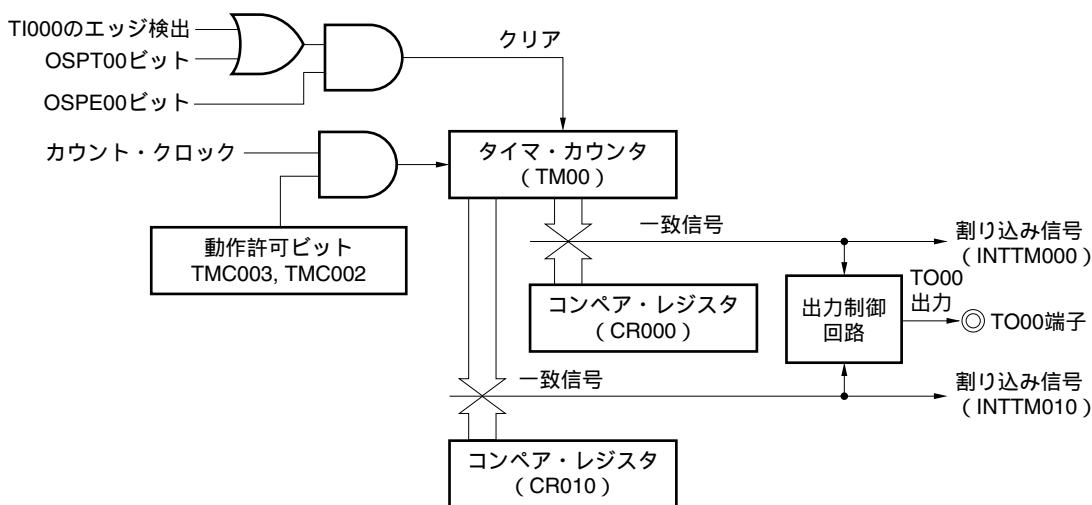 TI000のエッジ検出
OSPT00ビット
OSPE00ビット
クリア
カウント・クロック
タイマ・カウンタ
（TM00）
動作許可ビット
TMC003, TMC002
一致信号
割り込み信号
（INTTM000）
コンペア・レジスタ
（CR000）
出力制御
回路
TO00
出力
TO00端子
一致信号
割り込み信号
（INTTM010）
コンペア・レジスタ
（CR010）